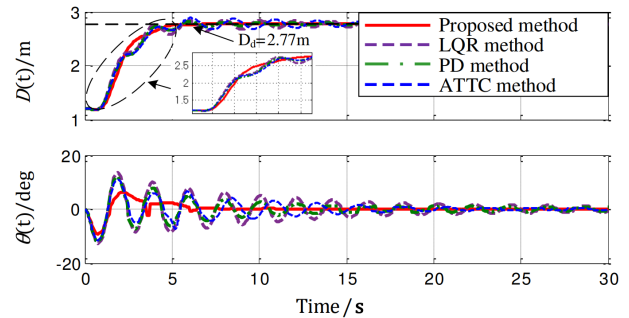 3
2
1
D(t)/m
D_d=2.77m
2.5
2
1.5
Proposed method
LQR method
PD method
ATTC method
20
0
-20
θ(t)/deg
0 5 10 15 20 25 30
Time/s